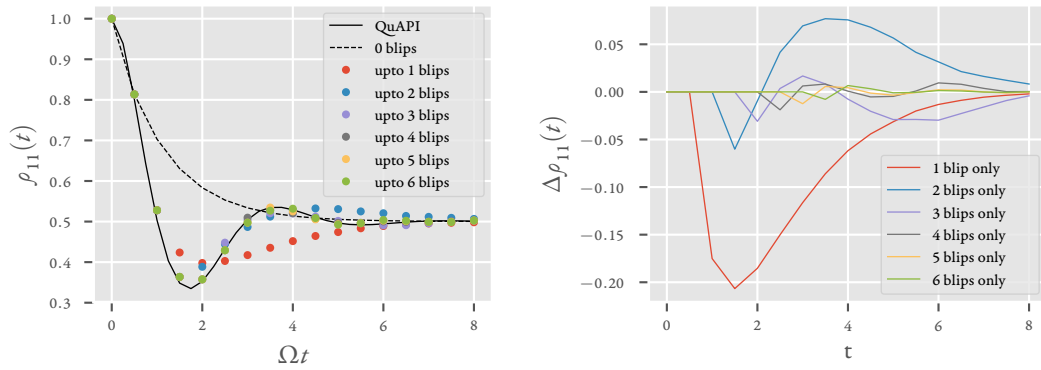 1.0
0.9
0.8
0.7
0.6
0.5
0.4
0.3
ρ₁₁(t)
QuAPI
0 blips
upto 1 blips
upto 2 blips
upto 3 blips
upto 4 blips
upto 5 blips
upto 6 blips
0 2 4 6 8
Ωt
0.05
0.00
−0.05
−0.10
−0.15
−0.20
Δρ₁₁(t)
1 blip only
2 blips only
3 blips only
4 blips only
5 blips only
6 blips only
0 2 4 6 8
t